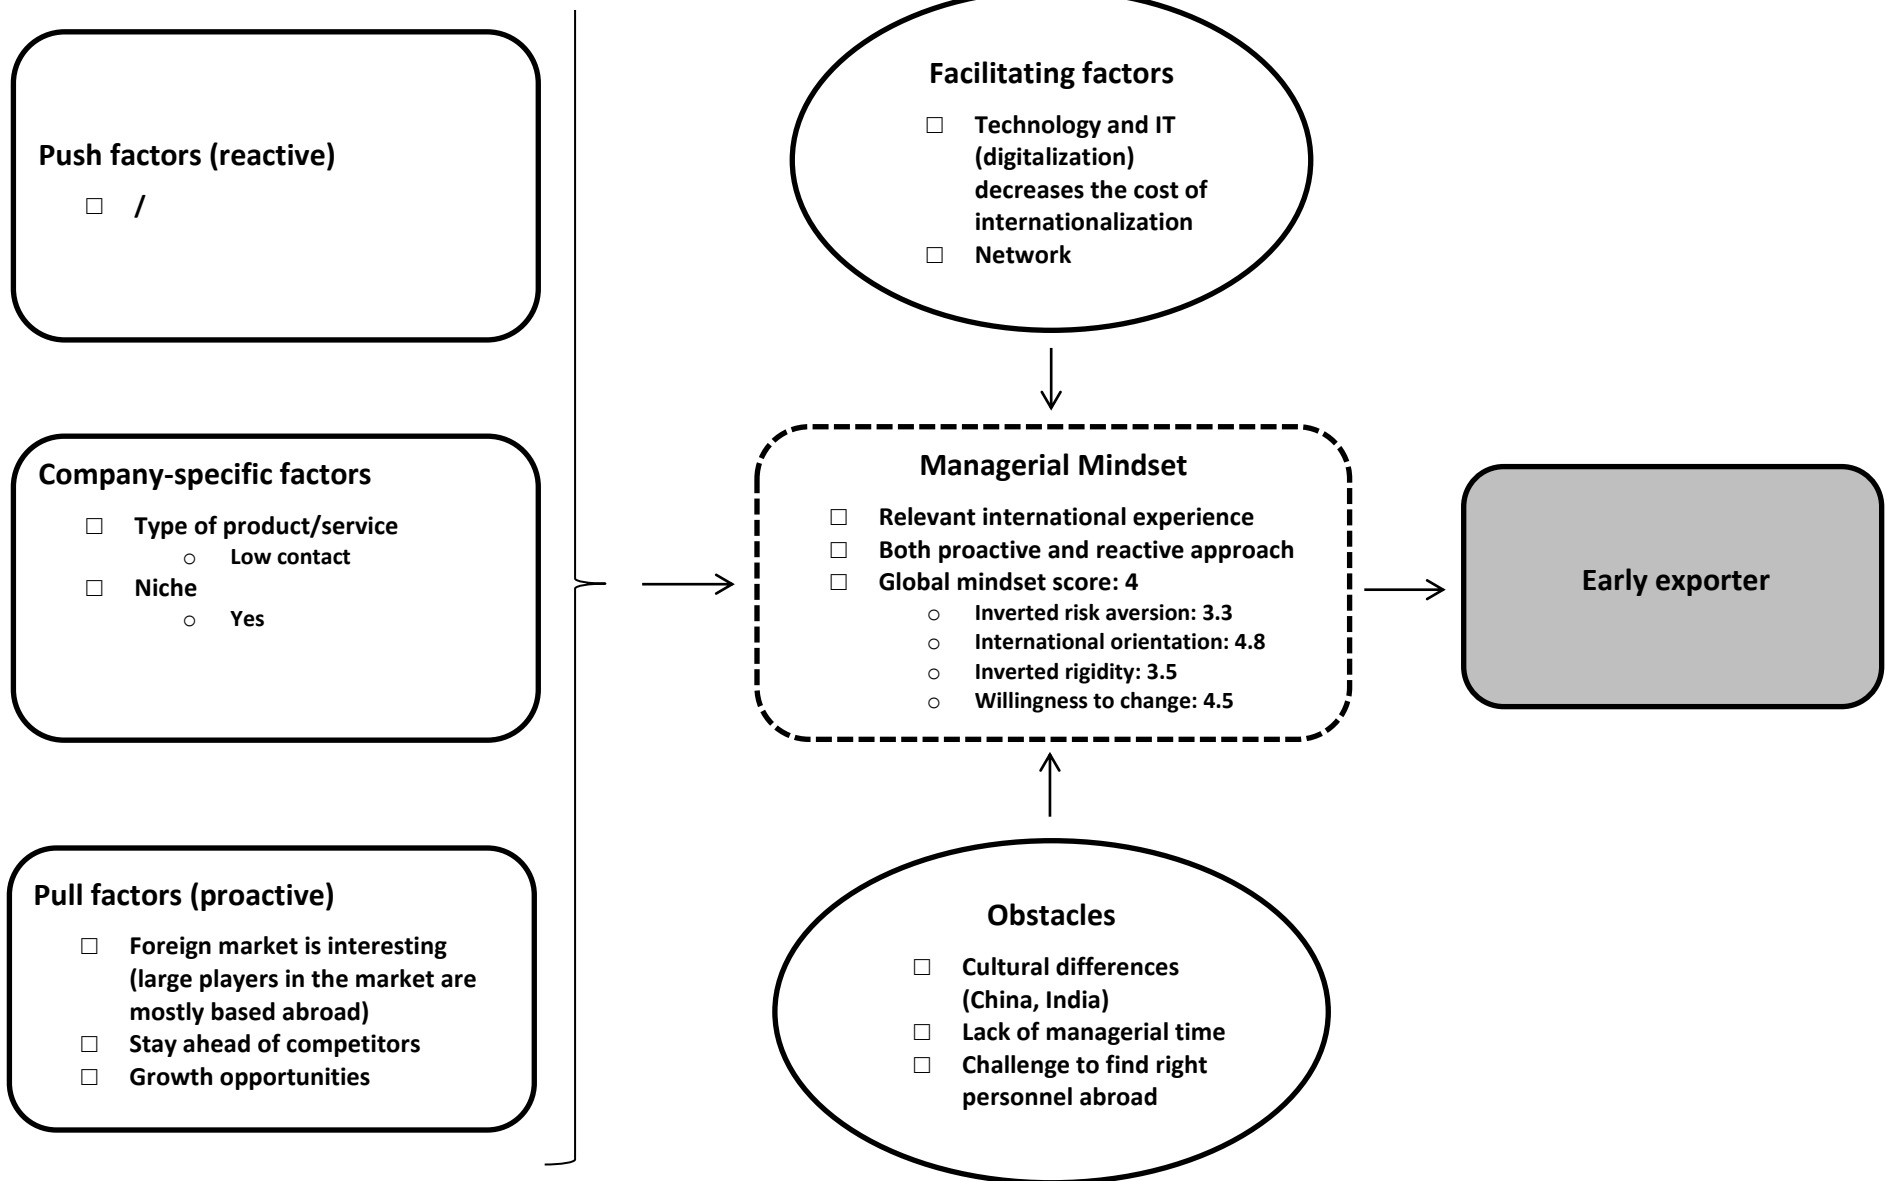 Push factors (reactive)
□ /
Company-specific factors
□ Type of product/service
○ Low contact
□ Niche
○ Yes
Pull factors (proactive)
□ Foreign market is interesting
(large players in the market are
mostly based abroad)
□ Stay ahead of competitors
□ Growth opportunities
Facilitating factors
□ Technology and IT
(digitalization)
decreases the cost of
internationalization
□ Network
Managerial Mindset
□ Relevant international experience
□ Both proactive and reactive approach
□ Global mindset score: 4
○ Inverted risk aversion: 3.3
○ International orientation: 4.8
○ Inverted rigidity: 3.5
○ Willingness to change: 4.5
Obstacles
□ Cultural differences
(China, India)
□ Lack of managerial time
□ Challenge to find right
personnel abroad
Early exporter